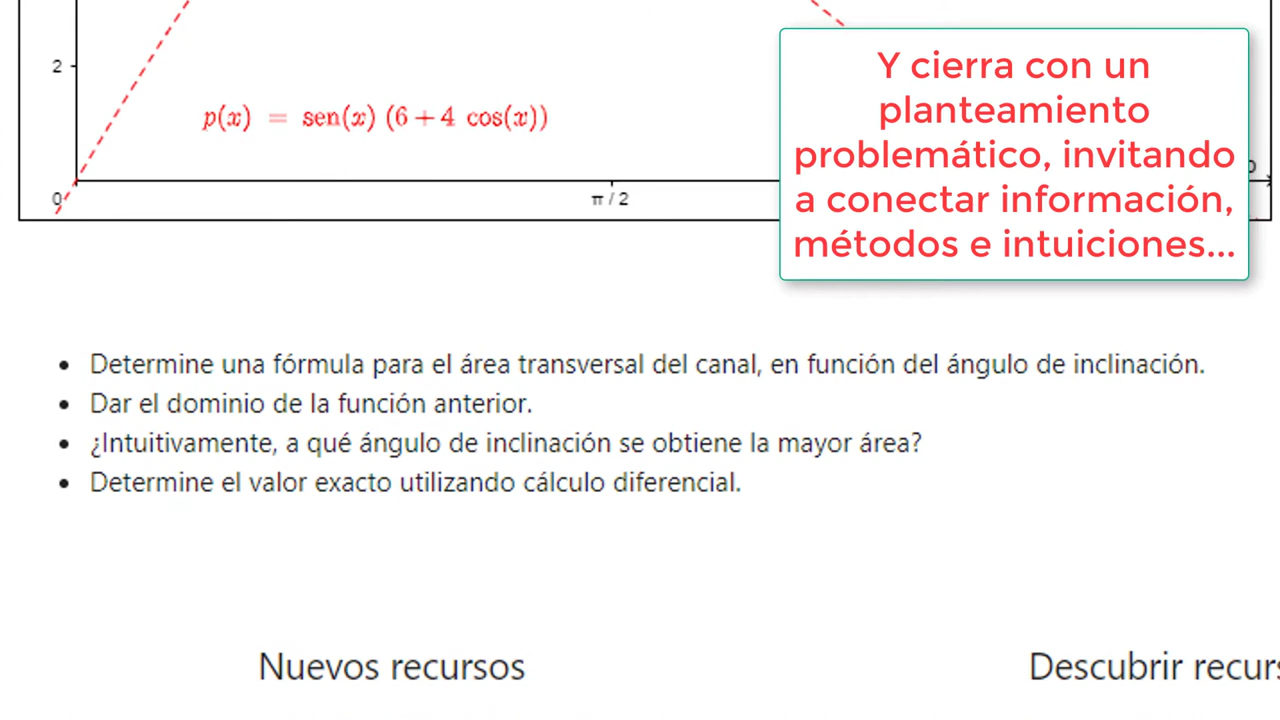 Y cierra con un
planteamiento
problemático, invitando
a conectar información,
métodos e intuiciones...
2
p(x) = sen(x) (6 + 4 cos(x))
0
π / 2
Determine una fórmula para el área transversal del canal, en función del ángulo de inclinación.
Dar el dominio de la función anterior.
¿Intuitivamente, a qué ángulo de inclinación se obtiene la mayor área?
Determine el valor exacto utilizando cálculo diferencial.
Nuevos recursos
Descubrir recurs